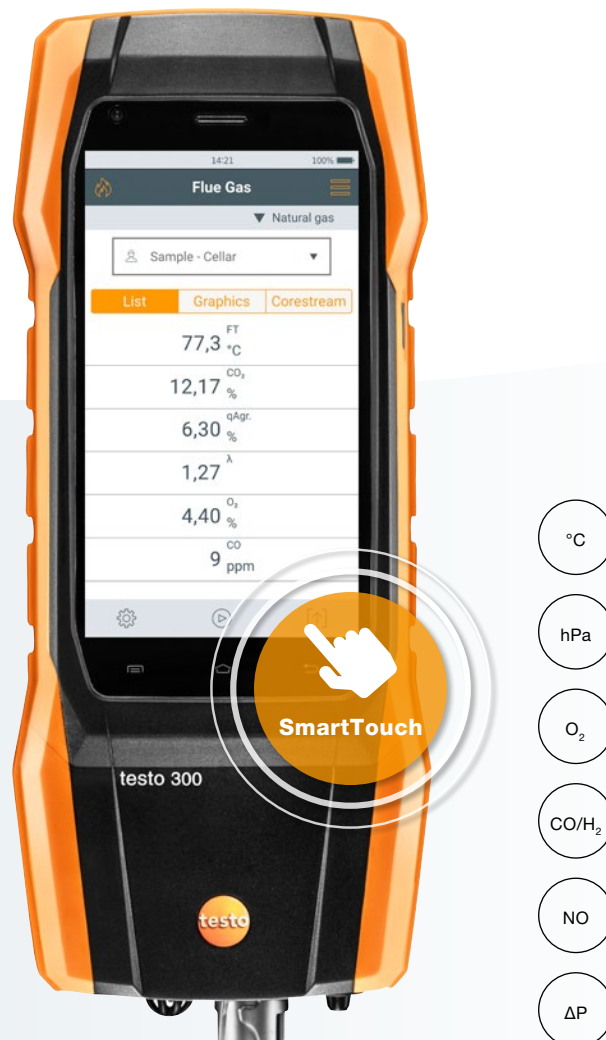 14:21 100%
Flue Gas
▼ Natural gas
Sample - Cellar ▼
List Graphics Corestream
77,3 FT °C
12,17 CO₂ %
6,30 qAgr. %
1,27 λ
4,40 O₂ %
9 CO ppm
SmartTouch
testo 300
testo
°C
hPa
O₂
CO/H₂
NO
ΔP